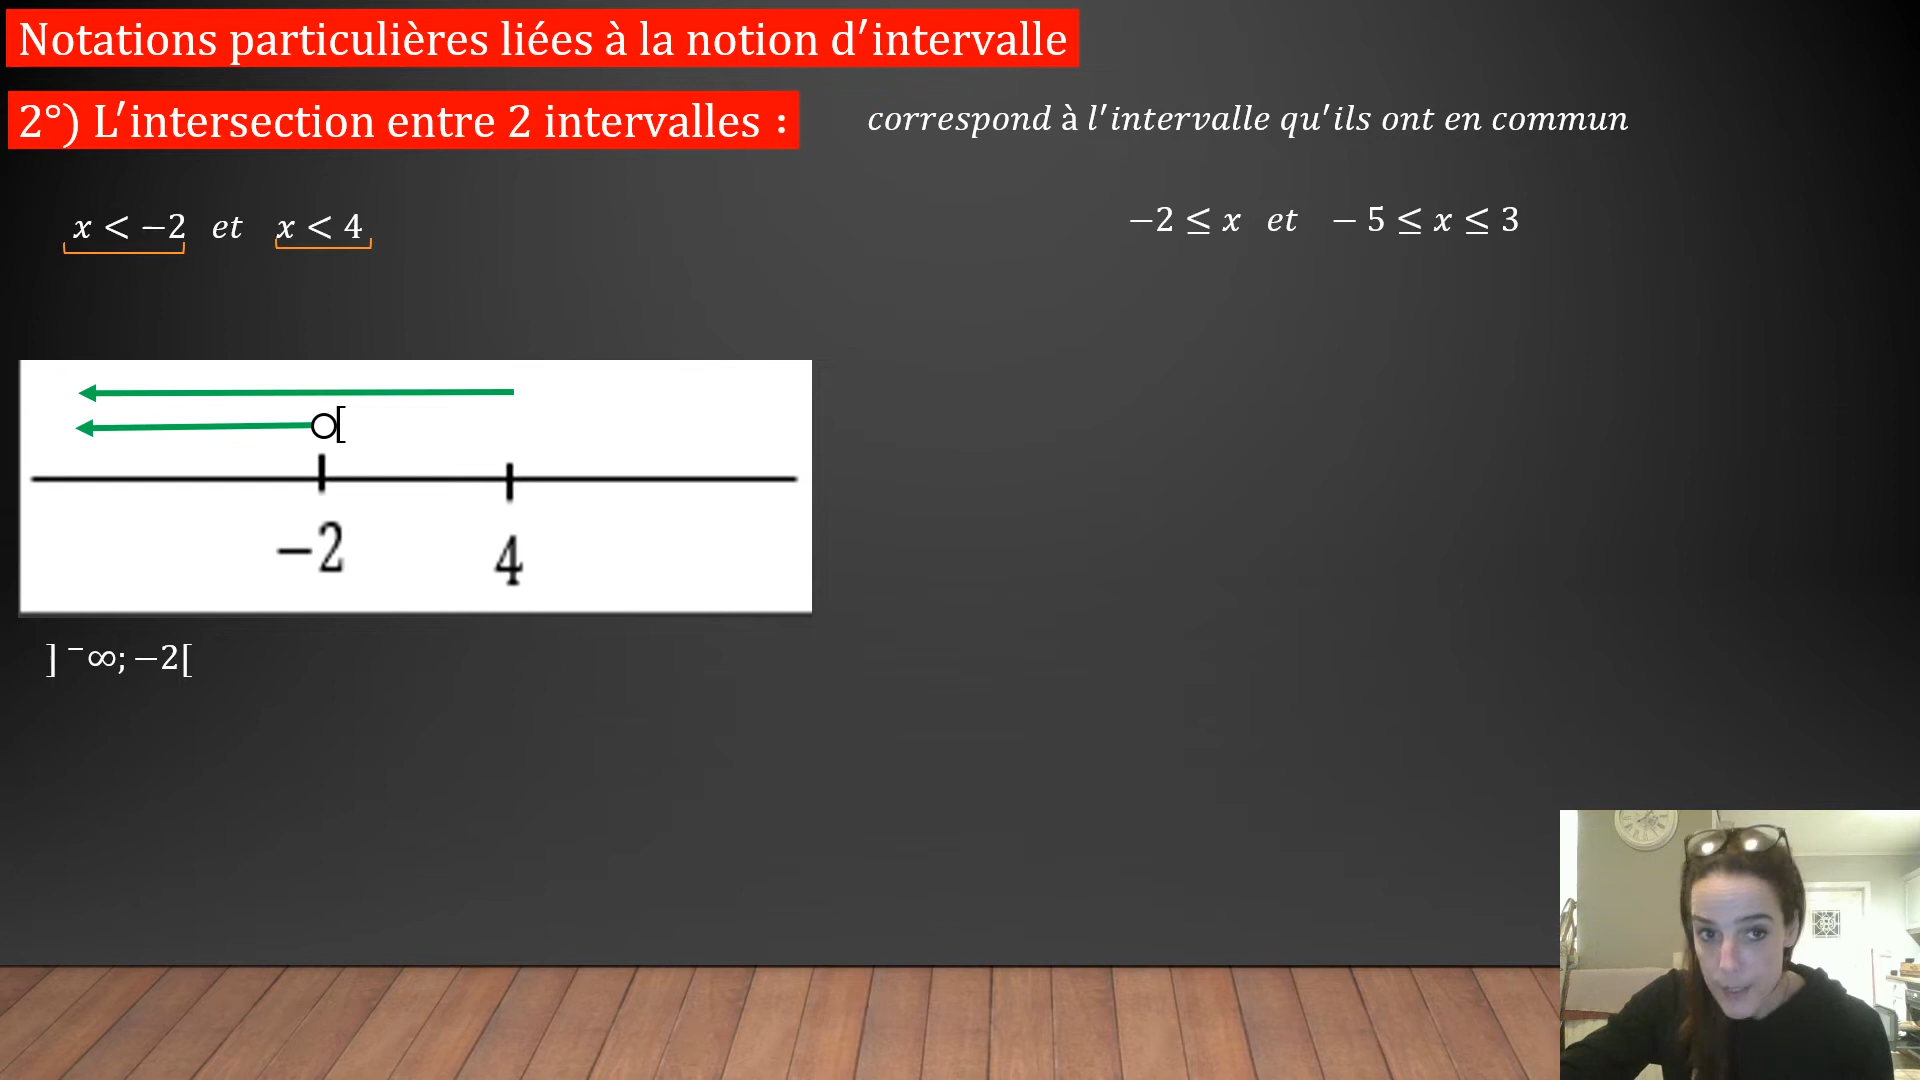 Notations particulières liées à la notion d'intervalle
2°) L'intersection entre 2 intervalles :
correspond à l'intervalle qu'ils ont en commun
x < −2 et x < 4
−2 ≤ x et − 5 ≤ x ≤ 3
[
−2
4
] ⁻∞; −2[